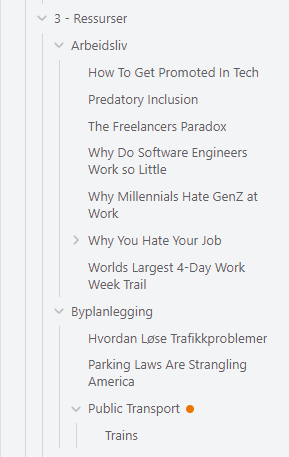 3 - Ressurser
Arbeidsliv
How To Get Promoted In Tech
Predatory Inclusion
The Freelancers Paradox
Why Do Software Engineers
Work so Little
Why Millennials Hate GenZ at
Work
Why You Hate Your Job
Worlds Largest 4-Day Work
Week Trail
Byplanlegging
Hvordan Løse Trafikkproblemer
Parking Laws Are Strangling
America
Public Transport
Trains